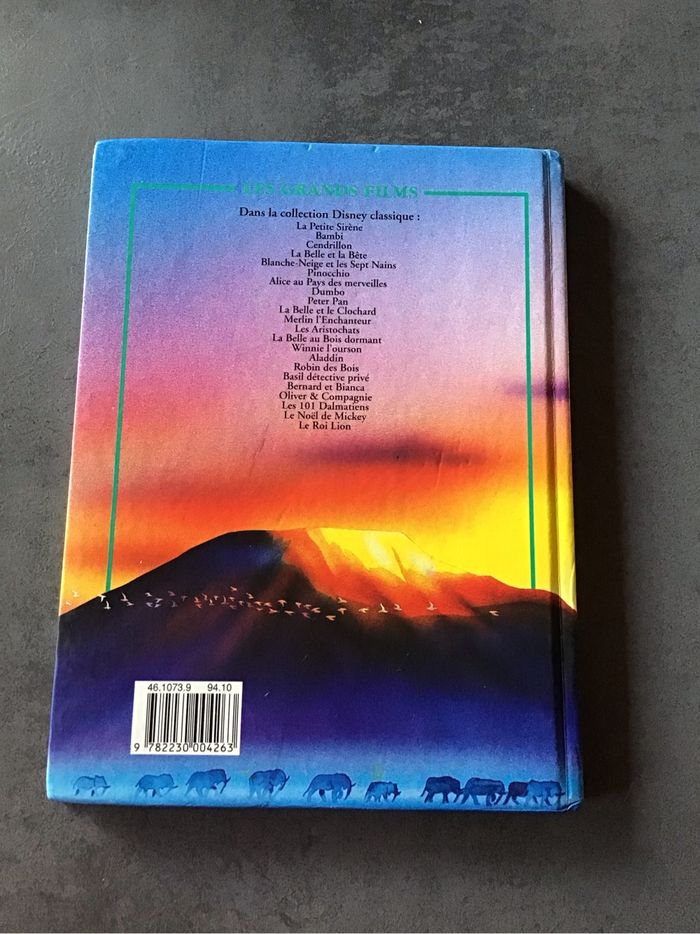 LES GRANDS FILMS
Dans la collection Disney classique :
La Petite Sirène
Bambi
Cendrillon
La Belle et la Bête
Blanche-Neige et les Sept Nains
Pinocchio
Alice au Pays des merveilles
Dumbo
Peter Pan
La Belle et le Clochard
Merlin l'Enchanteur
Les Aristochats
La Belle au Bois dormant
Winnie l'ourson
Aladdin
Robin des Bois
Basil détective privé
Bernard et Bianca
Oliver & Compagnie
Les 101 Dalmatiens
Le Noël de Mickey
Le Roi Lion
46.1073.9 94.10
9 782230 004263